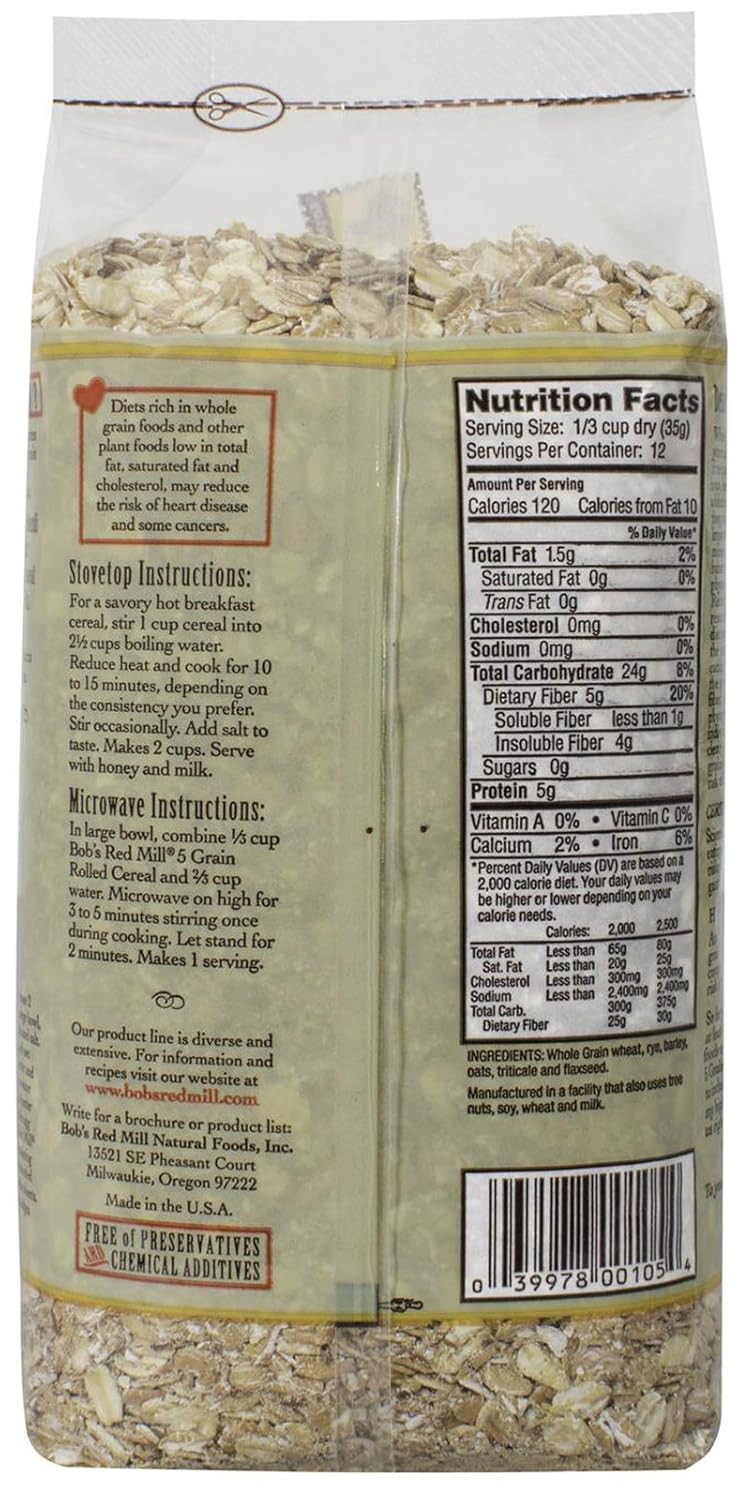 Diets rich in whole
grain foods and other
plant foods low in total
fat, saturated fat and
cholesterol, may reduce
the risk of heart disease
and some cancers.
Stovetop Instructions:
For a savory hot breakfast
cereal, stir 1 cup cereal into
2½ cups boiling water.
Reduce heat and cook for 10
to 15 minutes, depending on
the consistency you prefer.
Stir occasionally. Add salt to
taste. Makes 2 cups. Serve
with honey and milk.
Microwave Instructions:
In large bowl, combine ⅓ cup
Bob's Red Mill® 5 Grain
Rolled Cereal and ⅔ cup
water. Microwave on high for
3 to 5 minutes stirring once
during cooking. Let stand for
2 minutes. Makes 1 serving.
Our product line is diverse and
extensive. For information and
recipes visit our website at
www.bobsredmill.com
Write for a brochure or product list:
Bob's Red Mill Natural Foods, Inc.
13521 SE Pheasant Court
Milwaukie, Oregon 97222
Made in the U.S.A.
FREE of PRESERVATIVES
AND CHEMICAL ADDITIVES
Nutrition Facts
Serving Size: 1/3 cup dry (35g)
Servings Per Container: 12
Amount Per Serving
Calories 120 Calories from Fat 10
% Daily Value*
Total Fat 1.5g 2%
Saturated Fat 0g 0%
Trans Fat 0g
Cholesterol 0mg 0%
Sodium 0mg 0%
Total Carbohydrate 24g 8%
Dietary Fiber 5g 20%
Soluble Fiber less than 1g
Insoluble Fiber 4g
Sugars 0g
Protein 5g
Vitamin A 0% • Vitamin C 0%
Calcium 2% • Iron 6%
*Percent Daily Values (DV) are based on a
2,000 calorie diet. Your daily values may
be higher or lower depending on your
calorie needs.
Calories: 2,000 2,500
Total Fat Less than 65g 80g
Sat. Fat Less than 20g 25g
Cholesterol Less than 300mg 300mg
Sodium Less than 2,400mg 2,400mg
Total Carb. 300g 375g
Dietary Fiber 25g 30g
INGREDIENTS: Whole Grain wheat, rye, barley,
oats, triticale and flaxseed.
Manufactured in a facility that also uses tree
nuts, soy, wheat and milk.
0 39978 00105 4